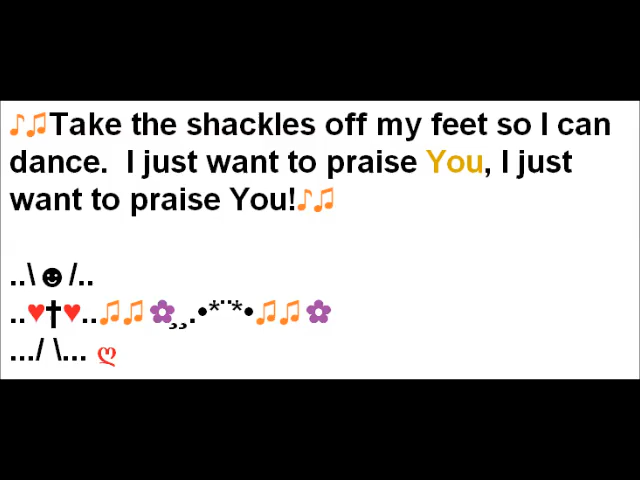 ♪♫Take the shackles off my feet so I can
dance.  I just want to praise You, I just
want to praise You!♪♫
..\☻/..
..♥†♥..♫♫✿¸¸.•*¨*•♫♫✿
.../ \... ღ